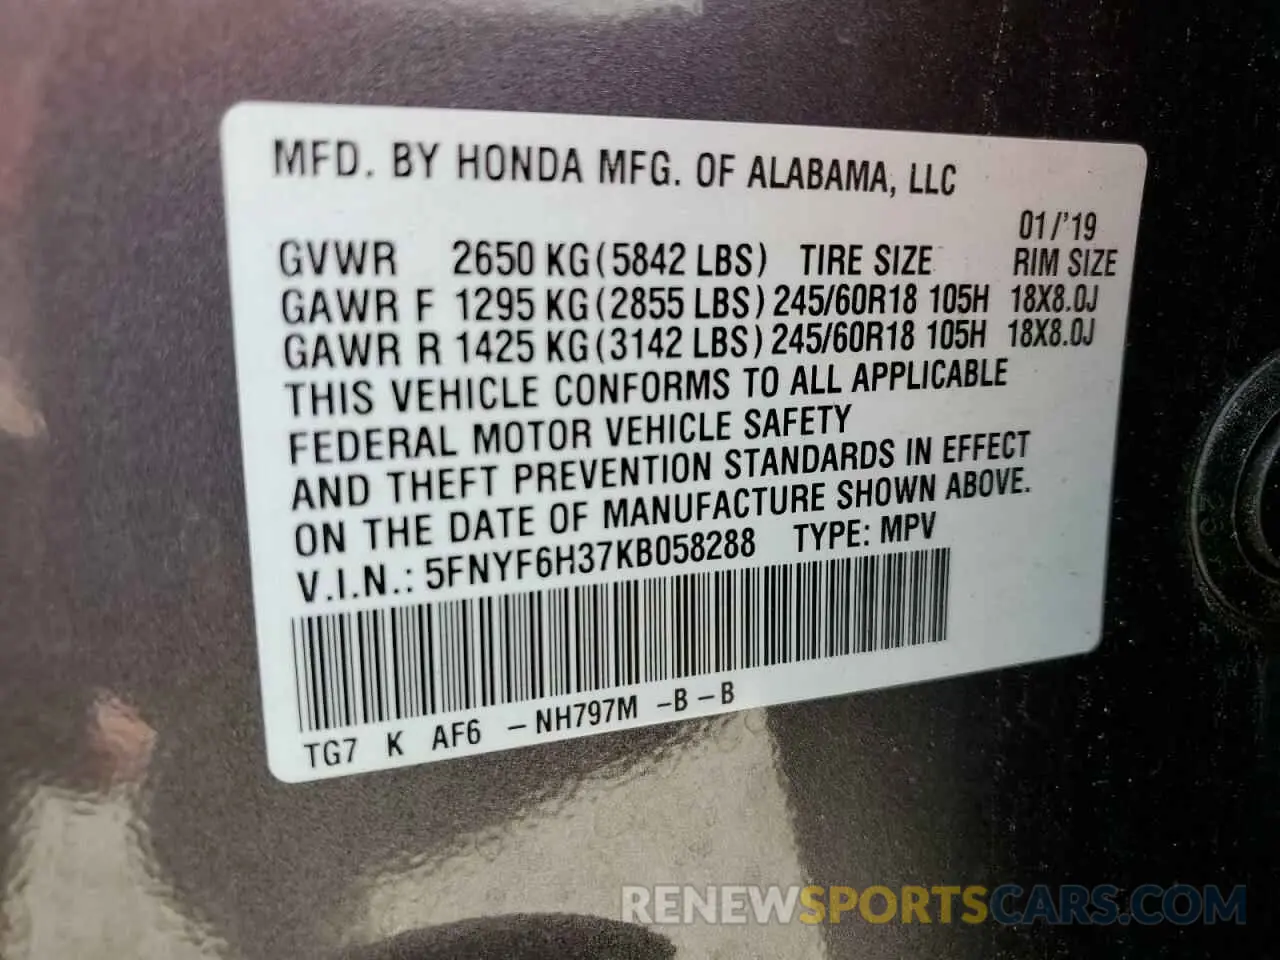 MFD. BY HONDA MFG. OF ALABAMA, LLC
01/'19
GVWR 2650 KG (5842 LBS) TIRE SIZE RIM SIZE
GAWR F 1295 KG (2855 LBS) 245/60R18 105H 18X8.0J
GAWR R 1425 KG (3142 LBS) 245/60R18 105H 18X8.0J
THIS VEHICLE CONFORMS TO ALL APPLICABLE
FEDERAL MOTOR VEHICLE SAFETY
AND THEFT PREVENTION STANDARDS IN EFFECT
ON THE DATE OF MANUFACTURE SHOWN ABOVE.
V.I.N.: 5FNYF6H37KB058288 TYPE: MPV
TG7 K AF6 -NH797M -B-B
RENEWSPORTSCARS.COM